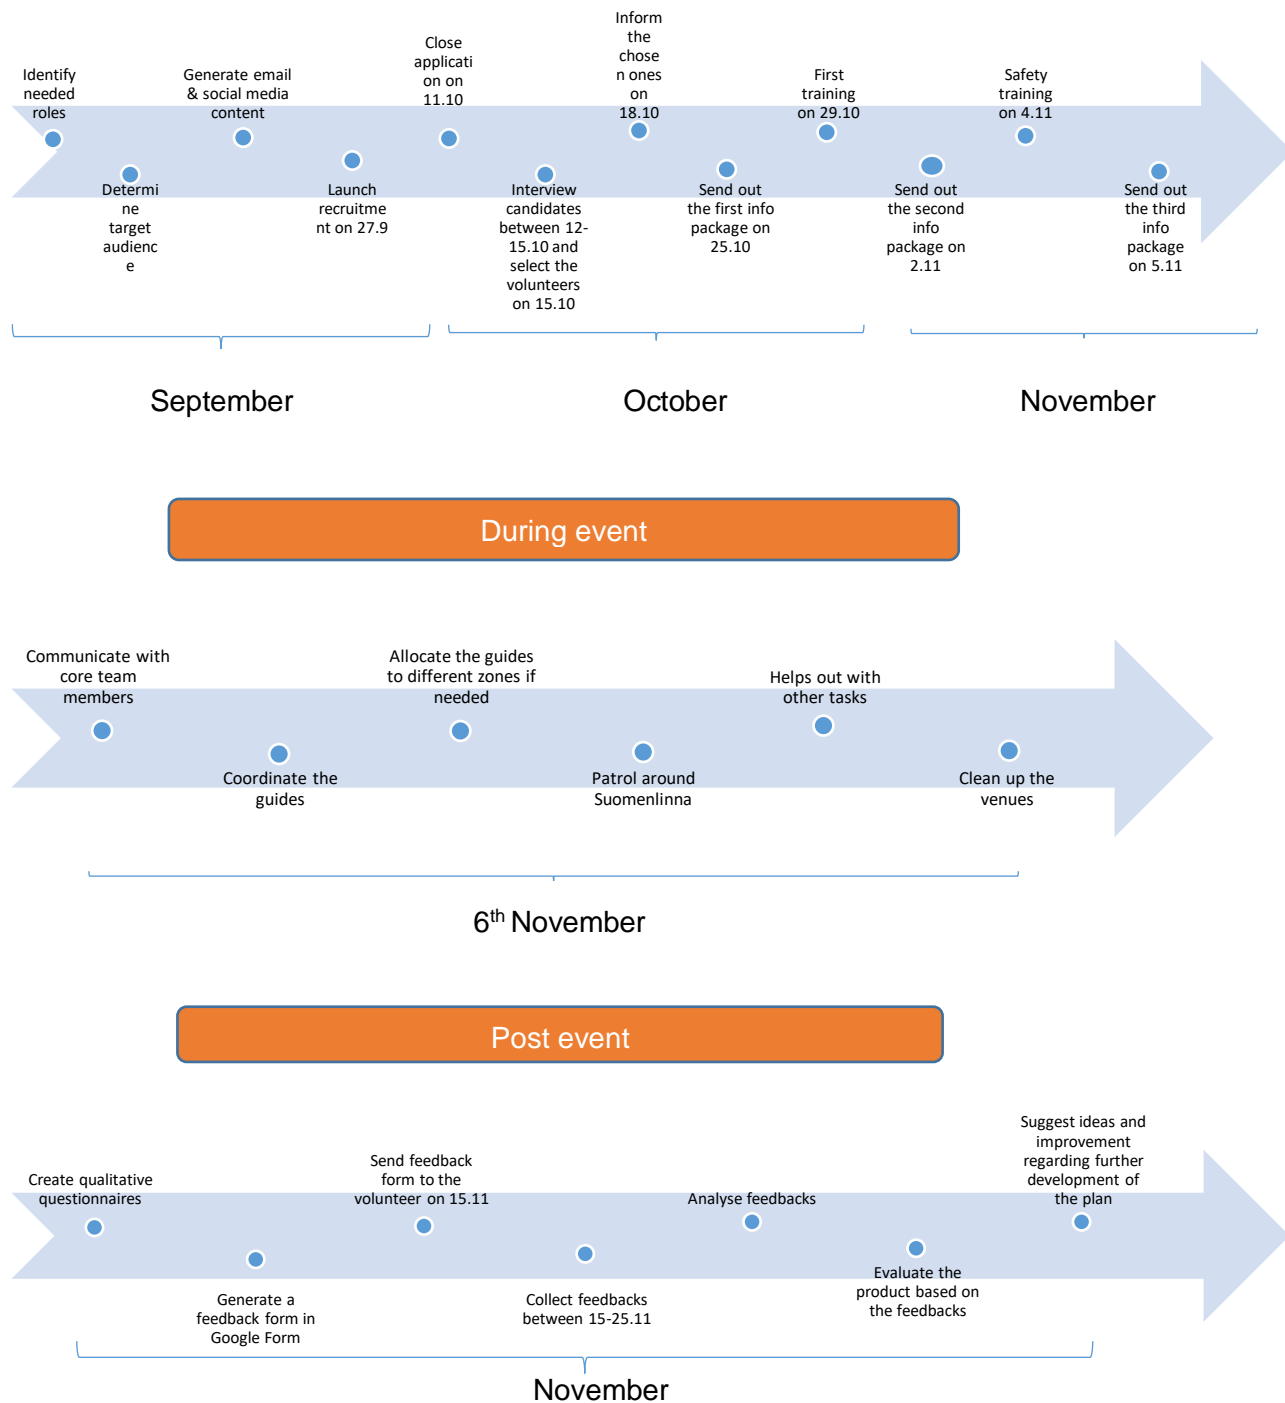 Identify
needed
roles
Determi
ne
target
audienc
e
Generate email
& social media
content
Launch
recruitme
nt on 27.9
Close
applicati
on on
11.10
Interview
candidates
between 12-
15.10 and
select the
volunteers
on 15.10
Inform
the
chose
n ones
on
18.10
Send out
the first info
package on
25.10
First
training
on 29.10
Send out
the second
info
package on
2.11
Safety
training
on 4.11
Send out
the third
info
package
on 5.11
September
October
November
During event
Communicate with
core team
members
Coordinate the
guides
Allocate the guides
to different zones if
needed
Patrol around
Suomenlinna
Helps out with
other tasks
Clean up the
venues
6th November
Post event
Create qualitative
questionnaires
Generate a
feedback form in
Google Form
Send feedback
form to the
volunteer on 15.11
Collect feedbacks
between 15-25.11
Analyse feedbacks
Evaluate the
product based on
the feedbacks
Suggest ideas and
improvement
regarding further
development of
the plan
November